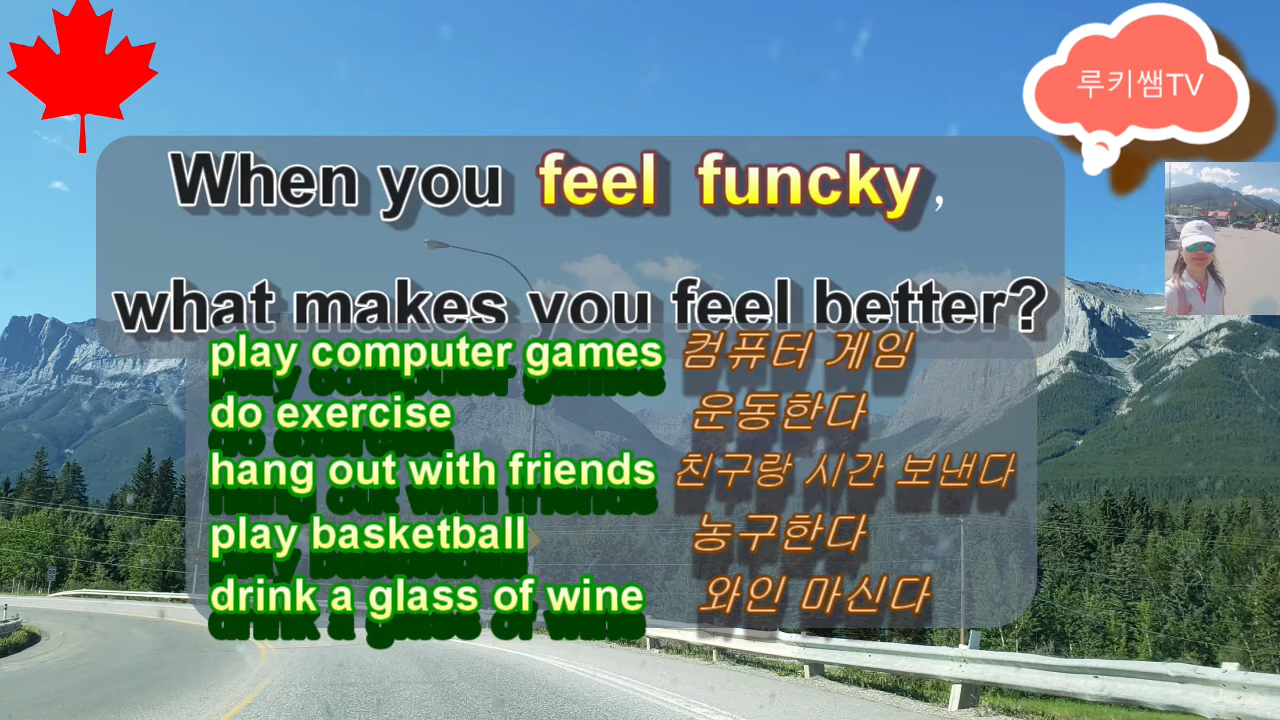 루키쌤TV
When you feel funcky,
what makes you feel better?
play computer games 컴퓨터 게임
do exercise 운동한다
hang out with friends 친구랑 시간 보낸다
play basketball 농구한다
drink a glass of wine 와인 마신다